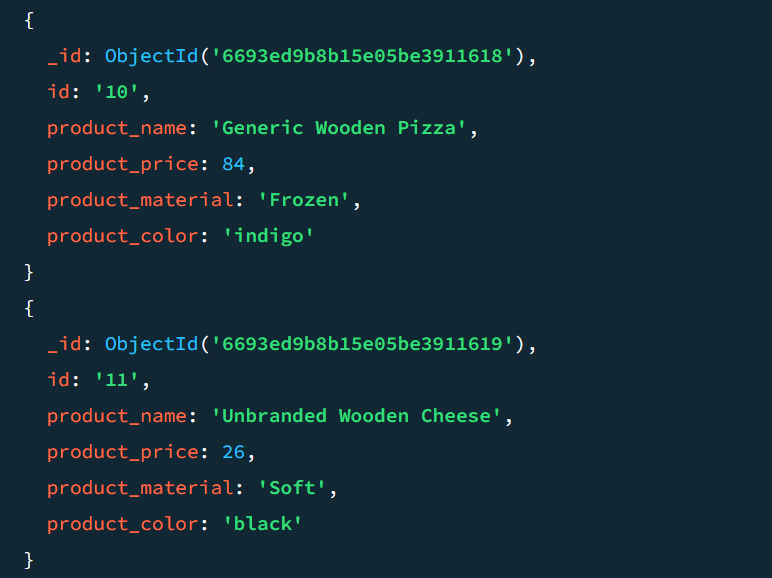 {
_id: ObjectId('6693ed9b8b15e05be3911618'),
id: '10',
product_name: 'Generic Wooden Pizza',
product_price: 84,
product_material: 'Frozen',
product_color: 'indigo'
}
{
_id: ObjectId('6693ed9b8b15e05be3911619'),
id: '11',
product_name: 'Unbranded Wooden Cheese',
product_price: 26,
product_material: 'Soft',
product_color: 'black'
}